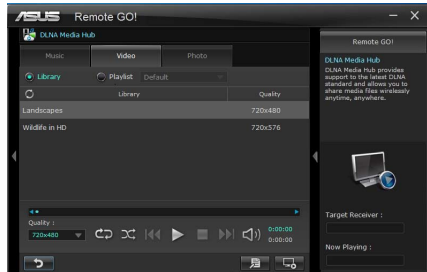 ASUS Remote GO!
DLNA Media Hub
Music Video Photo
Library Playlist Default
Library Quality
Landscapes 720x480
Wildlife in HD 720x576
Quality :
720x480
0:00:00
0:00:00
Remote GO!
DLNA Media Hub
DLNA Media Hub provides
support to the latest DLNA
standard and allows you to
share media files wirelessly
anytime, anywhere.
Target Receiver :
Now Playing :